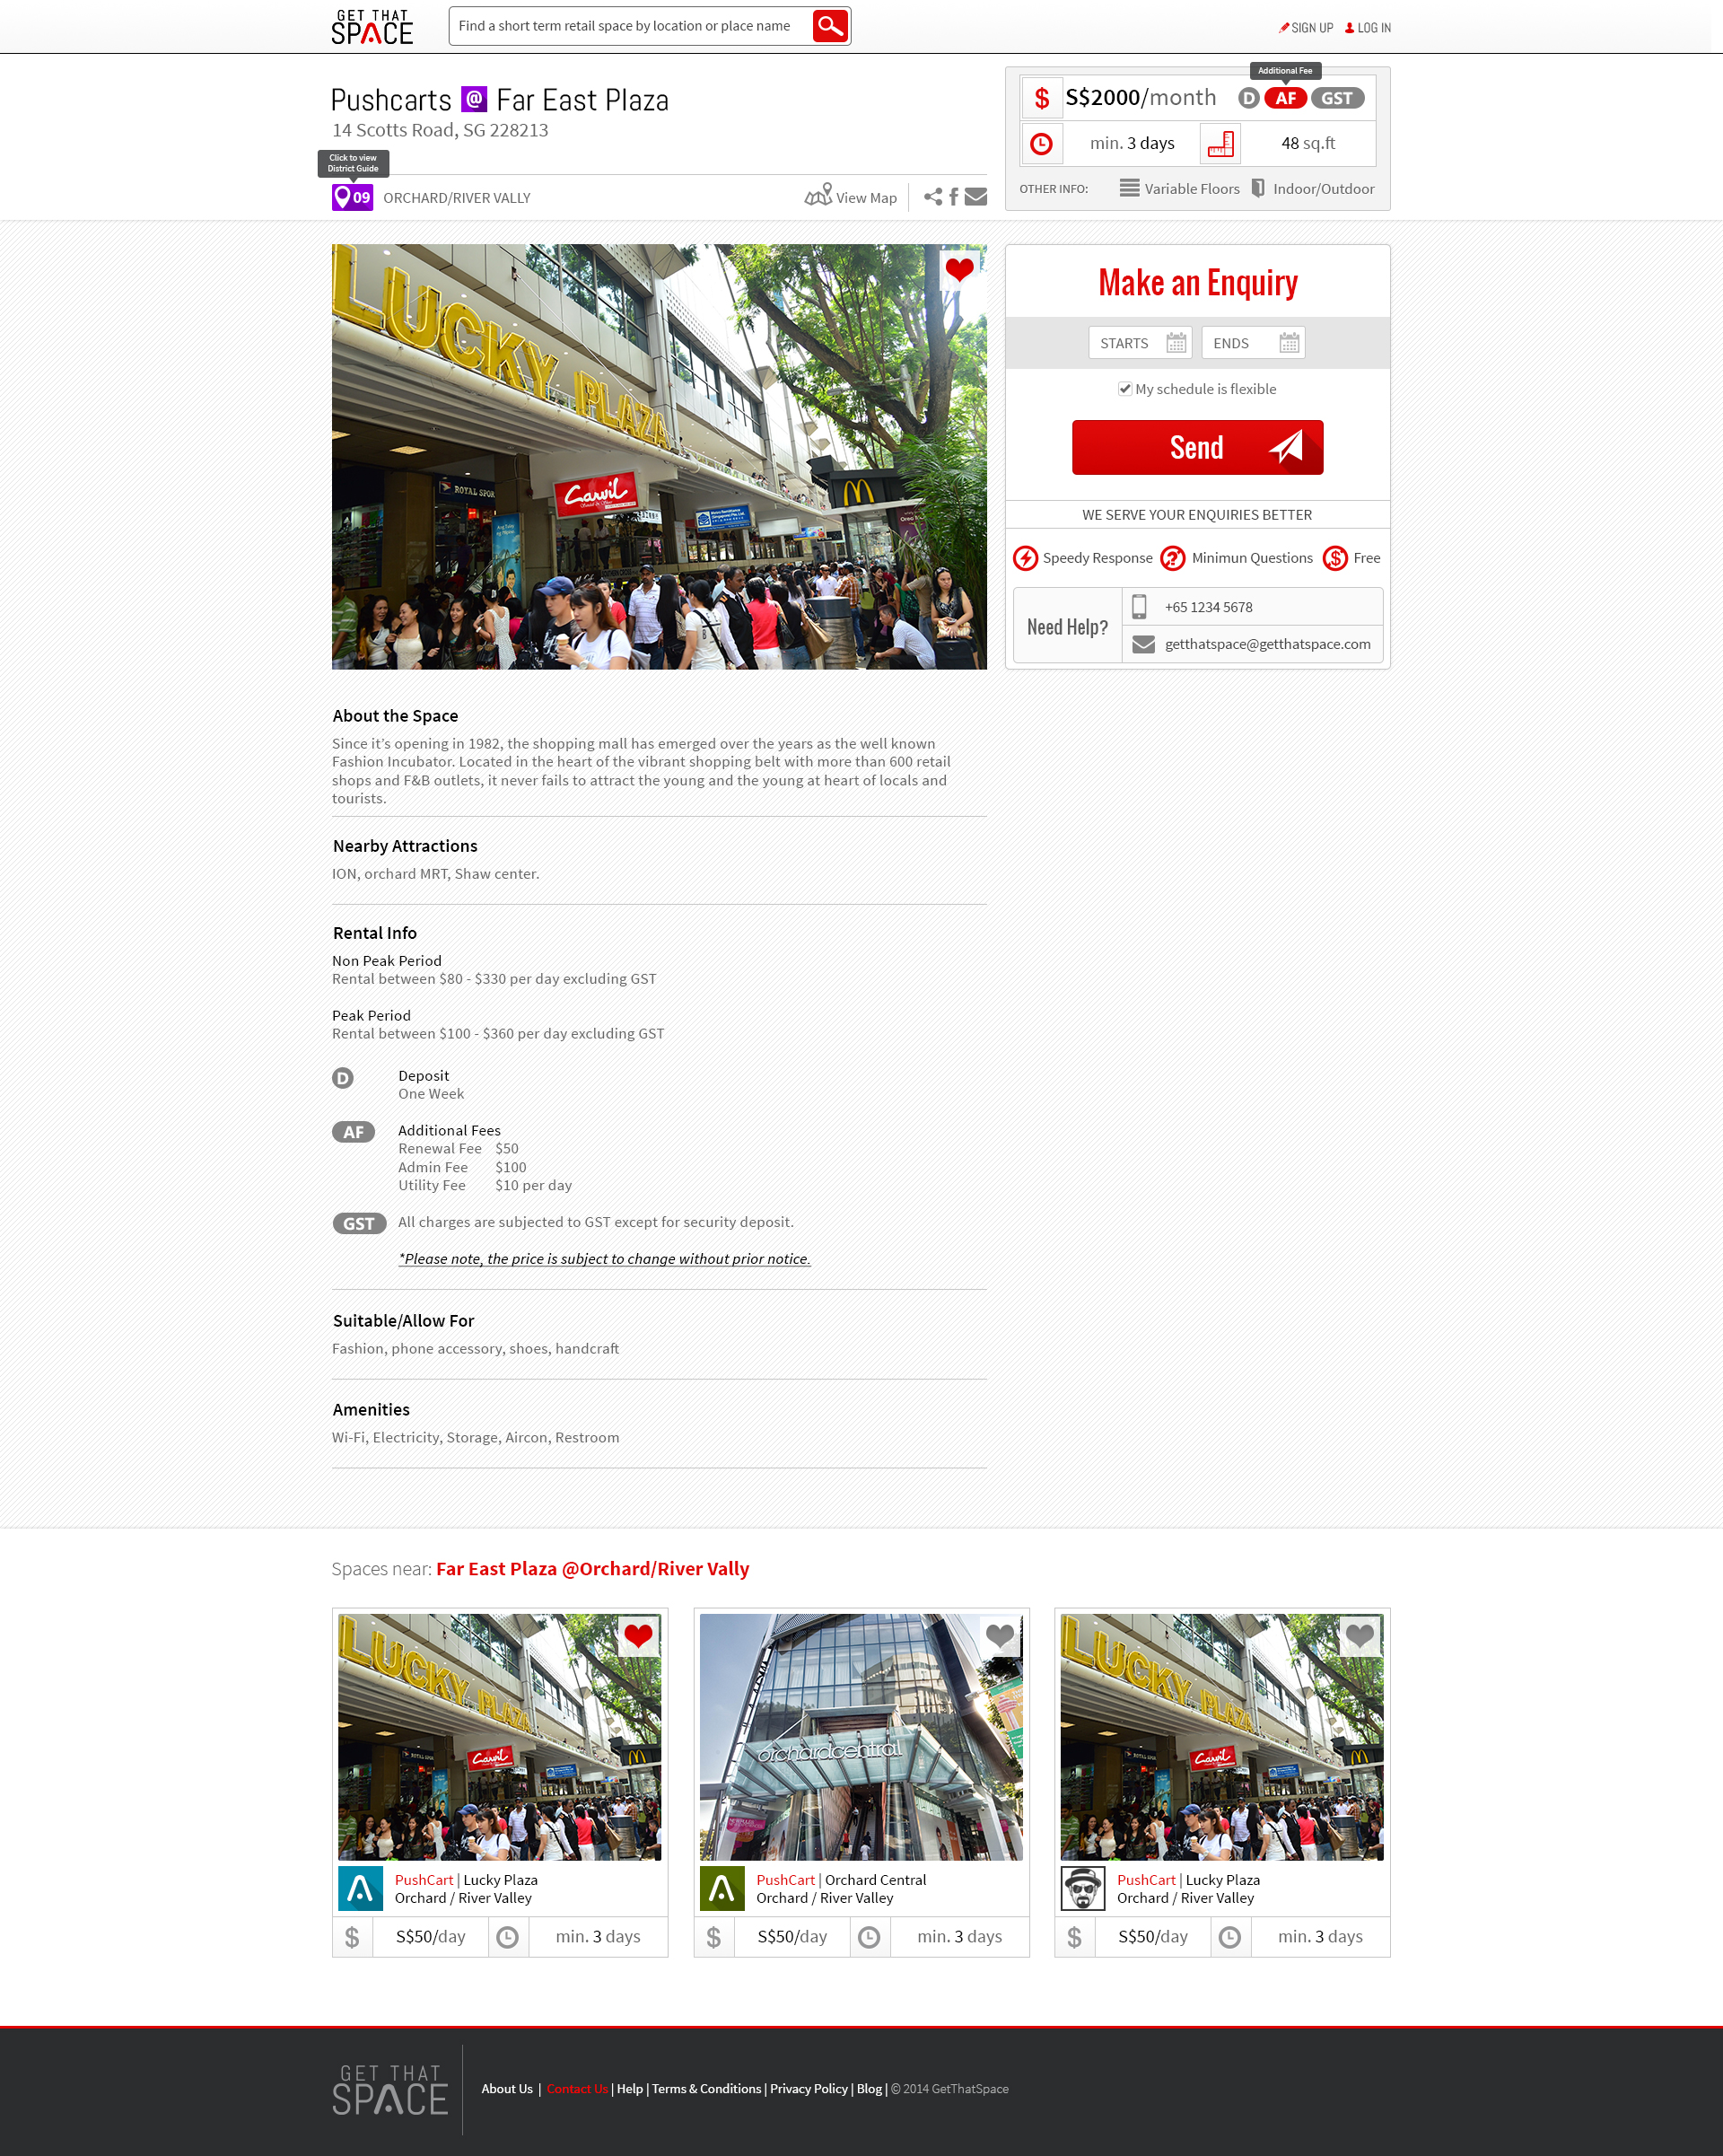 GET THAT
SPACE
Find a short term retail space by location or place name
SIGN UP
LOG IN
Pushcarts @ Far East Plaza
14 Scotts Road, SG 228213
Click to view
District Guide
09
ORCHARD/RIVER VALLY
View Map
Additional Fee
$
S$2000/month
D
AF
GST
min. 3 days
48 sq.ft
OTHER INFO:
Variable Floors
Indoor/Outdoor
LUCKY PLAZA
ROYAL SPOR
Carvil
Make an Enquiry
STARTS
ENDS
My schedule is flexible
Send
WE SERVE YOUR ENQUIRIES BETTER
Speedy Response
Minimun Questions
Free
Need Help?
+65 1234 5678
getthatspace@getthatspace.com
About the Space
Since it’s opening in 1982, the shopping mall has emerged over the years as the well known
Fashion Incubator. Located in the heart of the vibrant shopping belt with more than 600 retail
shops and F&B outlets, it never fails to attract the young and the young at heart of locals and
tourists.
Nearby Attractions
ION, orchard MRT, Shaw center.
Rental Info
Non Peak Period
Rental between $80 - $330 per day excluding GST
Peak Period
Rental between $100 - $360 per day excluding GST
D
Deposit
One Week
AF
Additional Fees
Renewal Fee $50
Admin Fee $100
Utility Fee $10 per day
GST
All charges are subjected to GST except for security deposit.
*Please note, the price is subject to change without prior notice.
Suitable/Allow For
Fashion, phone accessory, shoes, handcraft
Amenities
Wi-Fi, Electricity, Storage, Aircon, Restroom
Spaces near: Far East Plaza @Orchard/River Vally
LUCKY PLAZA
Carvil
orchardcentral
LUCKY PLAZA
Carvil
PushCart | Lucky Plaza
Orchard / River Valley
$
S$50/day
min. 3 days
PushCart | Orchard Central
Orchard / River Valley
$
S$50/day
min. 3 days
PushCart | Lucky Plaza
Orchard / River Valley
$
S$50/day
min. 3 days
GET THAT
SPACE
About Us | Contact Us | Help | Terms & Conditions | Privacy Policy | Blog | © 2014 GetThatSpace